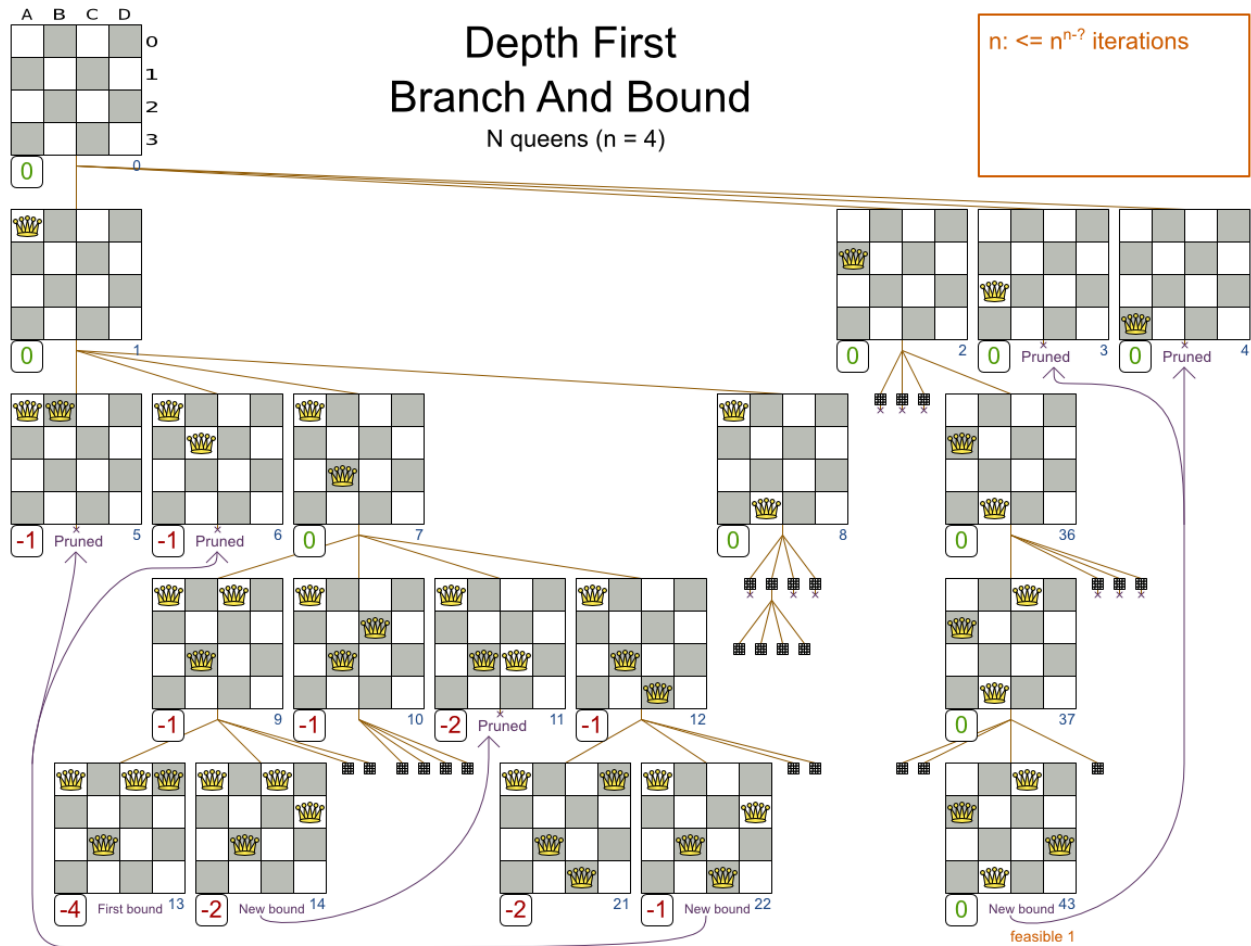 A B C D
Depth First
Branch And Bound
N queens (n = 4)
n: <= n^n-? iterations
0
1
2
3
0
0
0
1
0
2
0
Pruned
3
0
Pruned
4
-1
Pruned
5
-1
Pruned
6
0
7
0
8
0
36
-1
9
-1
10
-2
Pruned
11
-1
12
0
37
-4
First bound
13
-2
New bound
14
-2
21
-1
New bound
22
0
New bound
43
feasible 1